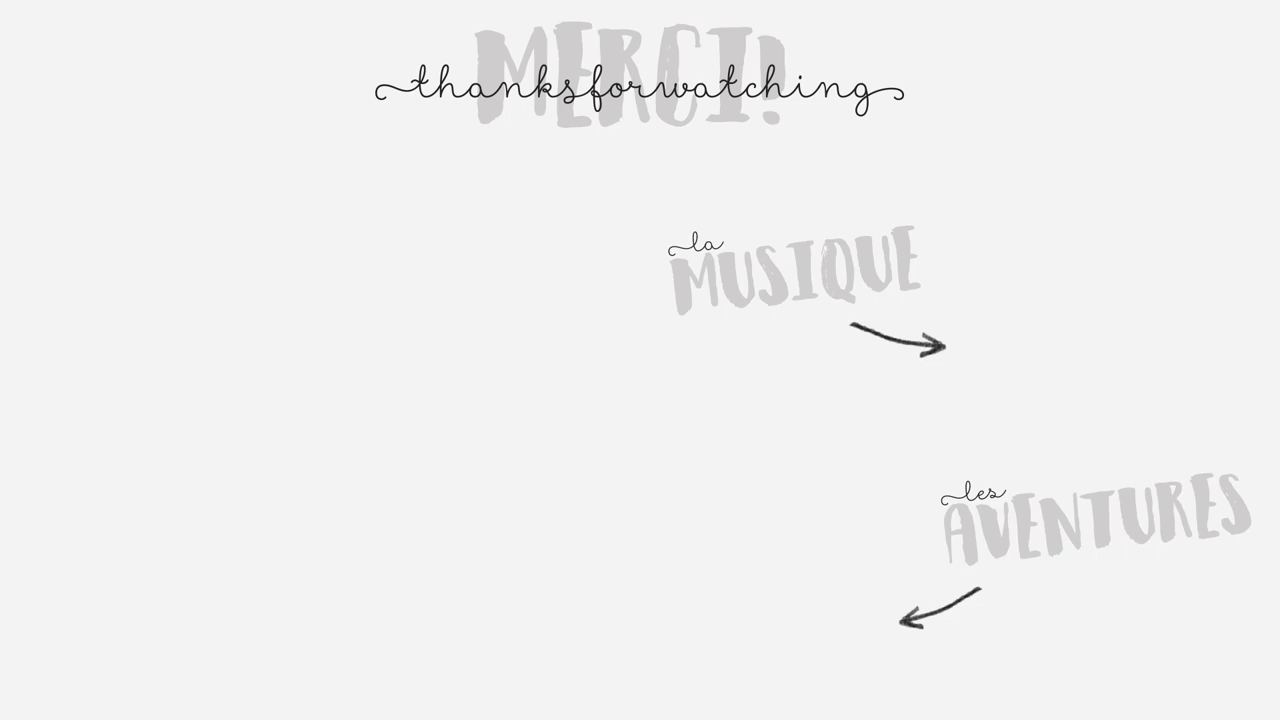 MERCI!
thanksforwatching
la
MUSIQUE
les
AVENTURES